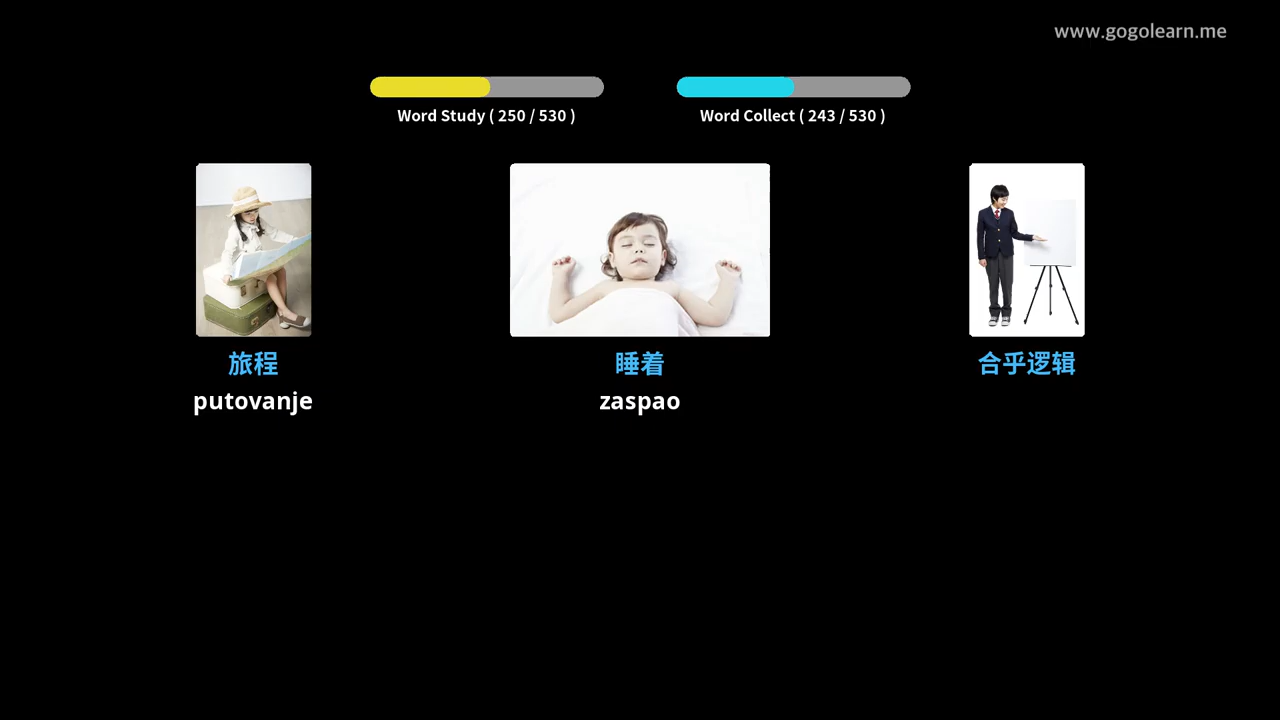 www.gogolearn.me
Word Study ( 250 / 530 )
Word Collect ( 243 / 530 )
旅程
putovanje
睡着
zaspao
合乎逻辑